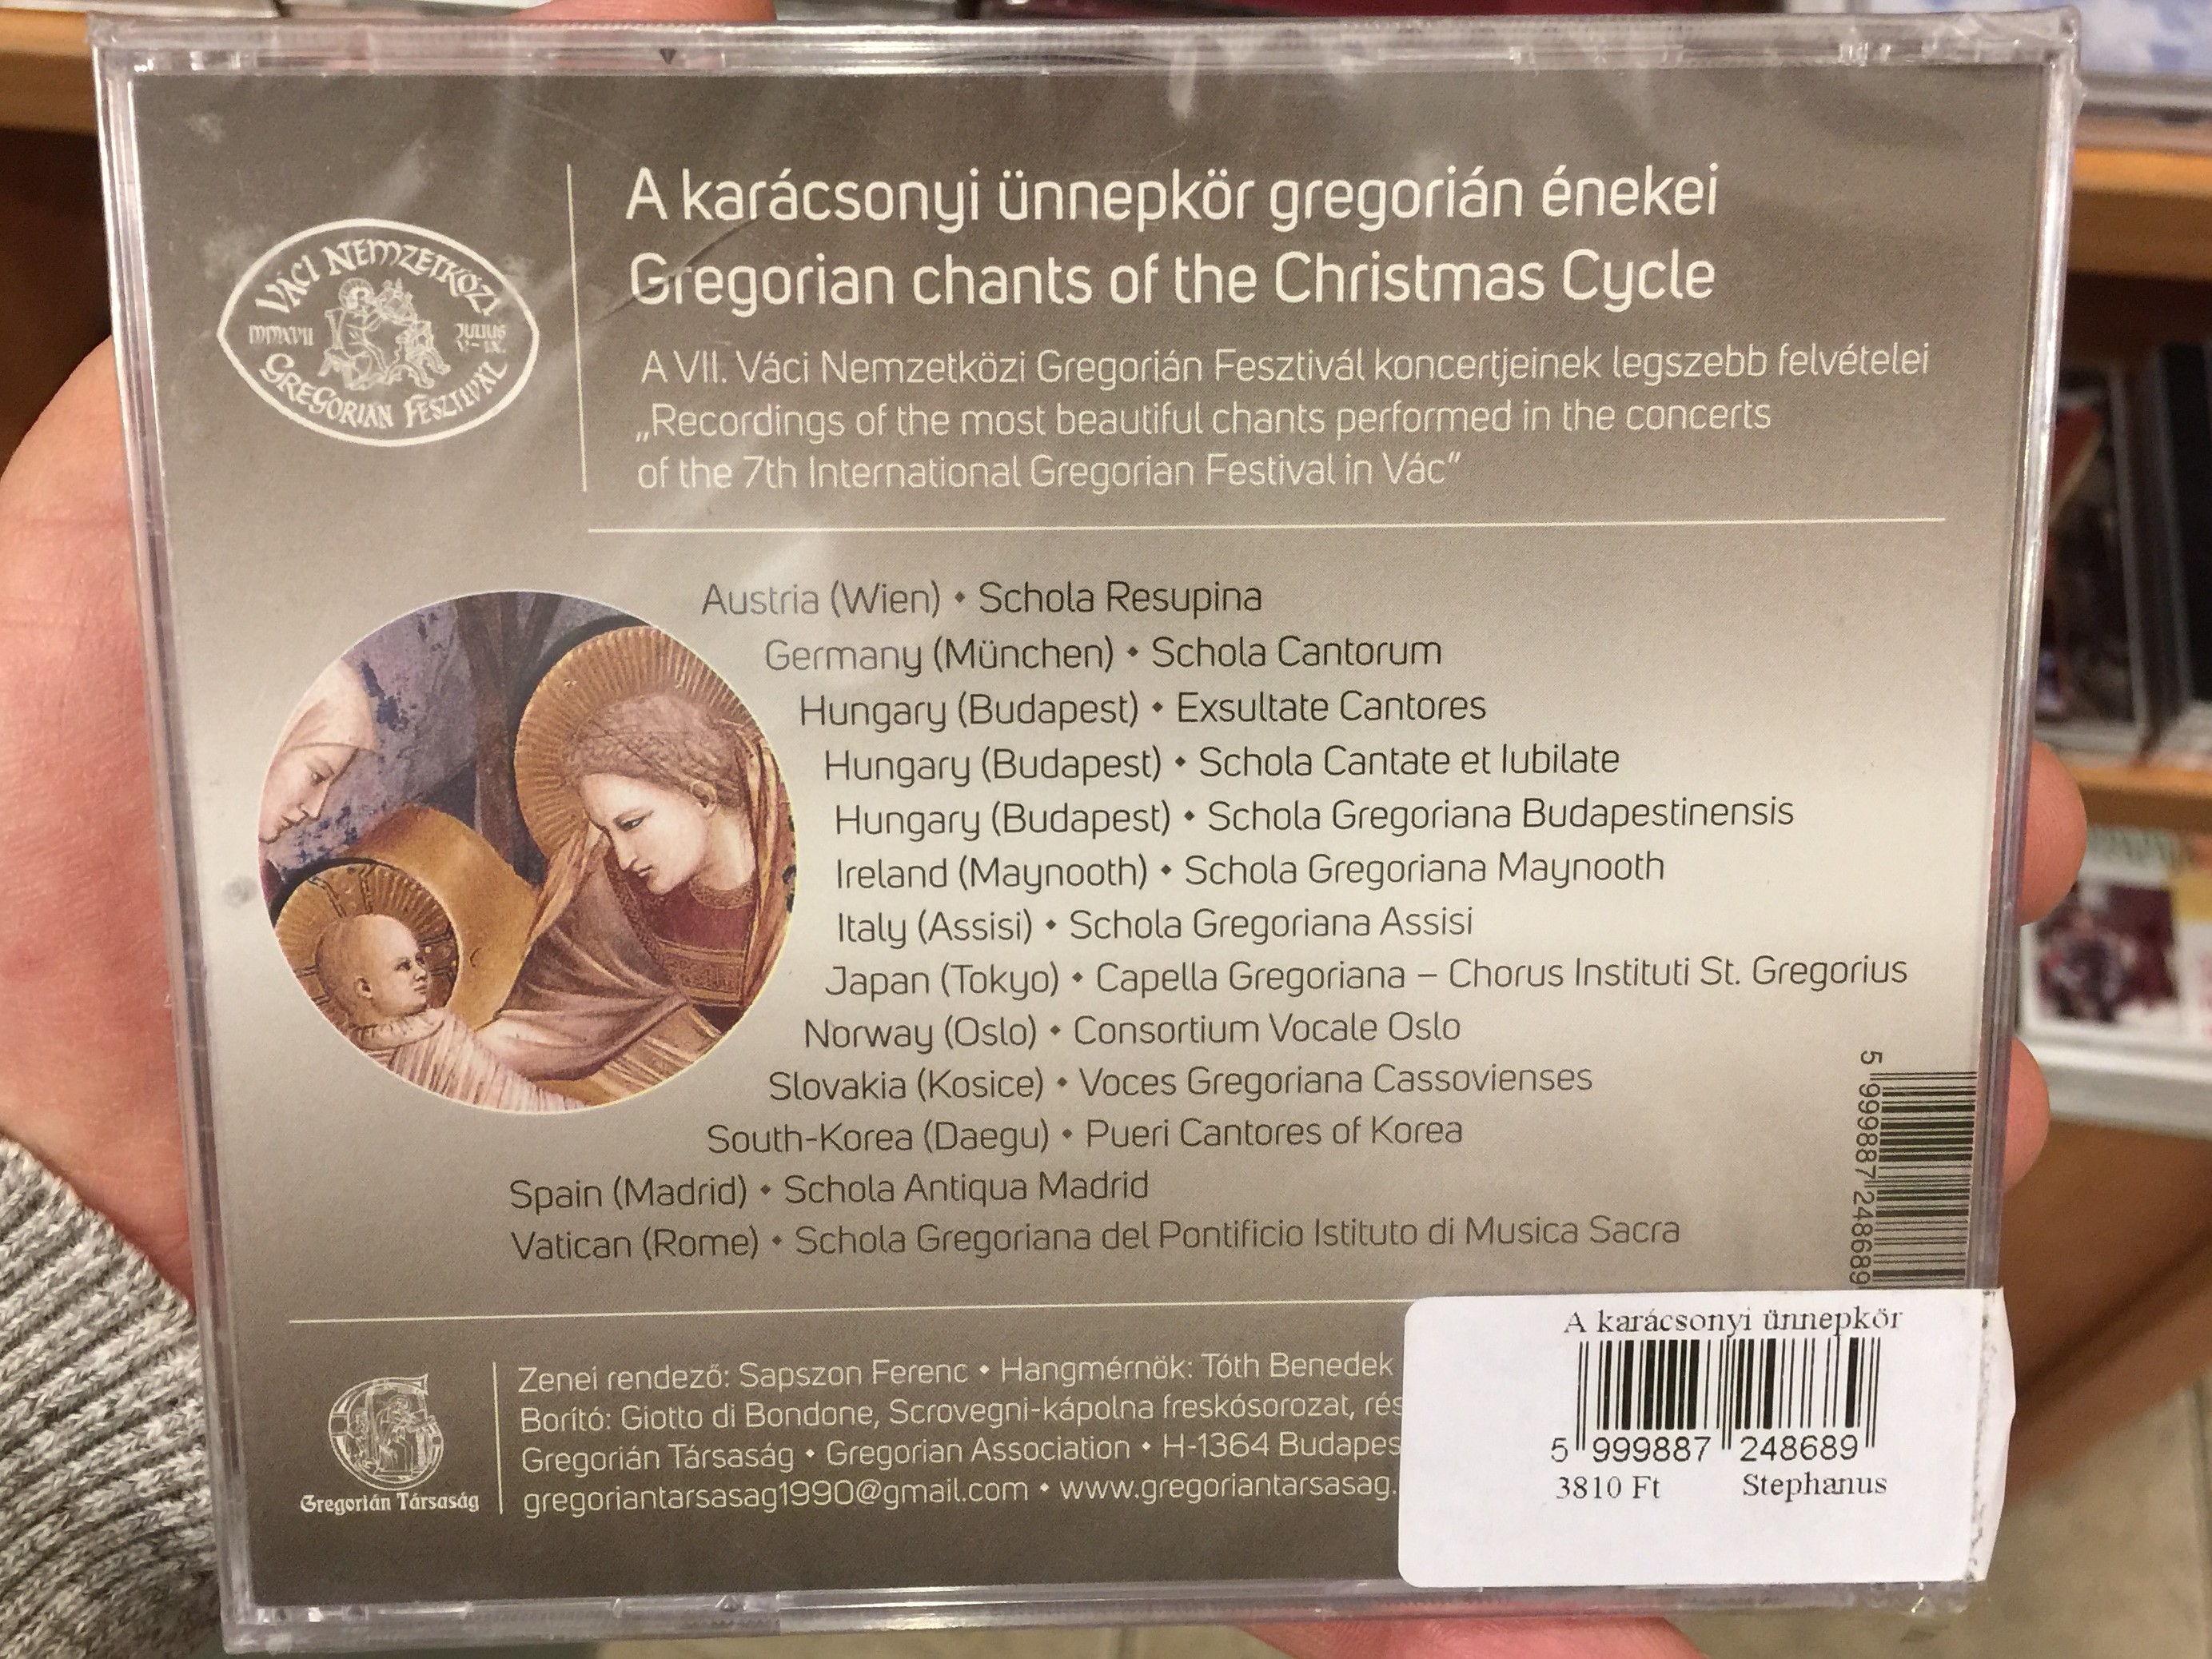 VÁCI NEMZETKÖZI
MMXVII
JULIUS
V-IX.
GREGORIÁN FESZTIVÁL
A karácsonyi ünnepkör gregorián énekei
Gregorian chants of the Christmas Cycle
A VII. Váci Nemzetközi Gregorián Fesztivál koncertjeinek legszebb felvételei
„Recordings of the most beautiful chants performed in the concerts
of the 7th International Gregorian Festival in Vác”
Austria (Wien) • Schola Resupina
Germany (München) • Schola Cantorum
Hungary (Budapest) • Exsultate Cantores
Hungary (Budapest) • Schola Cantate et Iubilate
Hungary (Budapest) • Schola Gregoriana Budapestinensis
Ireland (Maynooth) • Schola Gregoriana Maynooth
Italy (Assisi) • Schola Gregoriana Assisi
Japan (Tokyo) • Capella Gregoriana – Chorus Instituti St. Gregorius
Norway (Oslo) • Consortium Vocale Oslo
Slovakia (Kosice) • Voces Gregoriana Cassovienses
South-Korea (Daegu) • Pueri Cantores of Korea
Spain (Madrid) • Schola Antiqua Madrid
Vatican (Rome) • Schola Gregoriana del Pontificio Istituto di Musica Sacra
5 999887 248689
Gregorián Társaság
Zenei rendező: Sapszon Ferenc • Hangmérnök: Tóth Benedek
Borító: Giotto di Bondone, Scrovegni-kápolna freskósorozat, rés
Gregorián Társaság • Gregorian Association • H-1364 Budapes
gregoriantarsasag1990@gmail.com • www.gregoriantarsasag.
A karácsonyi ünnepkör
5 999887 248689
3810 Ft Stephanus